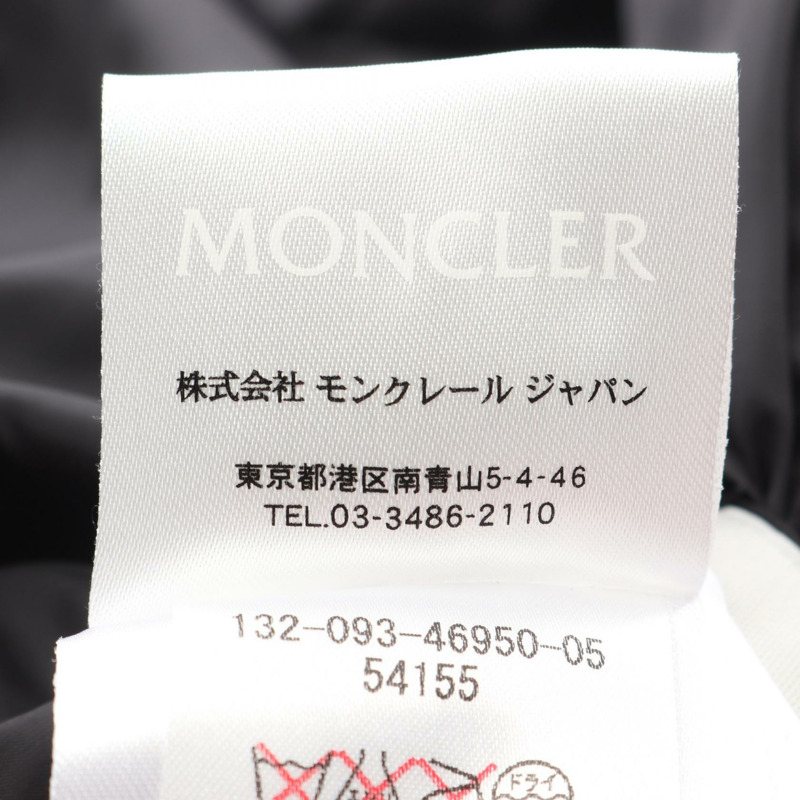 MONCLER
株式会社 モンクレール ジャパン
東京都港区南青山5-4-46
TEL.03-3486-2110
132-093-46950-05
54155
ドライ